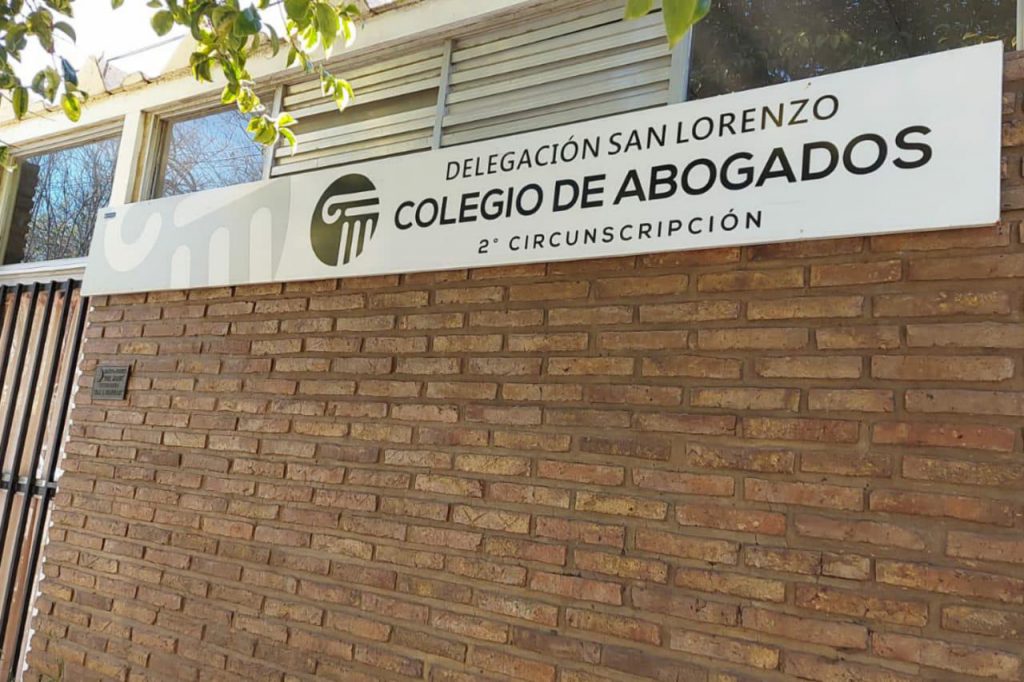 DELEGACIÓN SAN LORENZO
COLEGIO DE ABOGADOS
2° CIRCUNSCRIPCIÓN